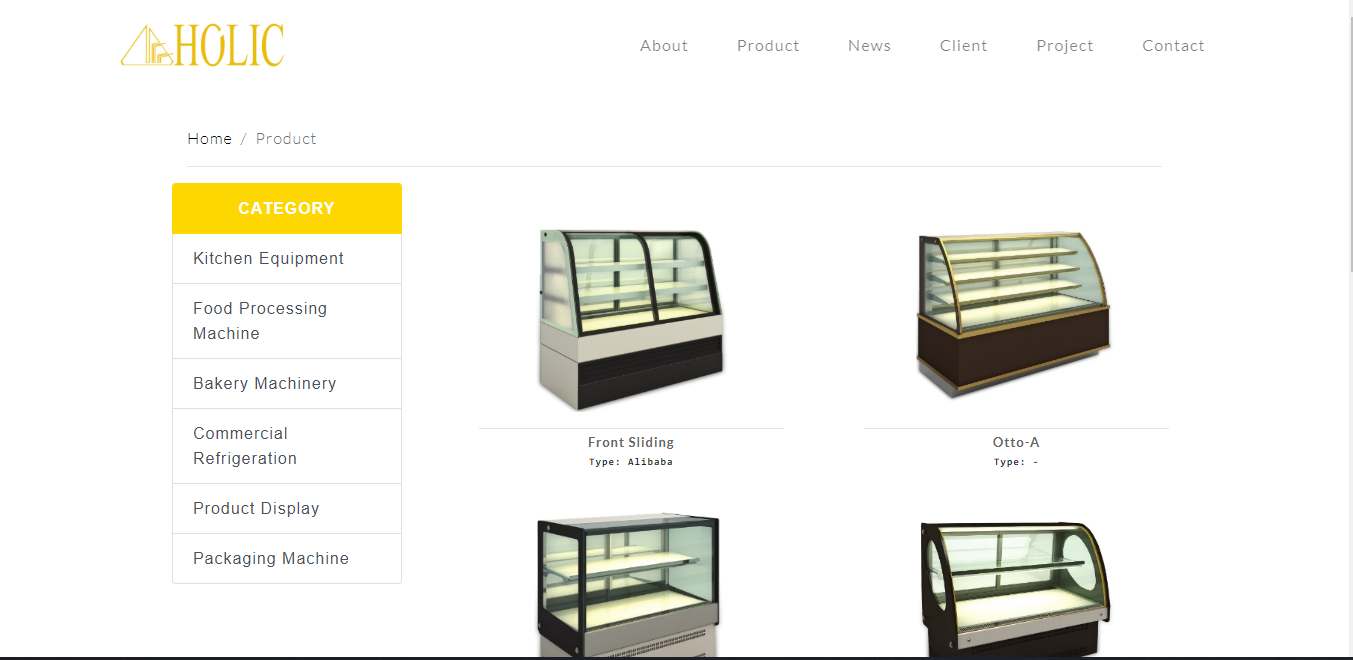 HOLIC
About Product News Client Project Contact
Home / Product
CATEGORY
Kitchen Equipment
Food Processing
Machine
Bakery Machinery
Commercial
Refrigeration
Product Display
Packaging Machine
Front Sliding
Type: Alibaba
Otto-A
Type: -